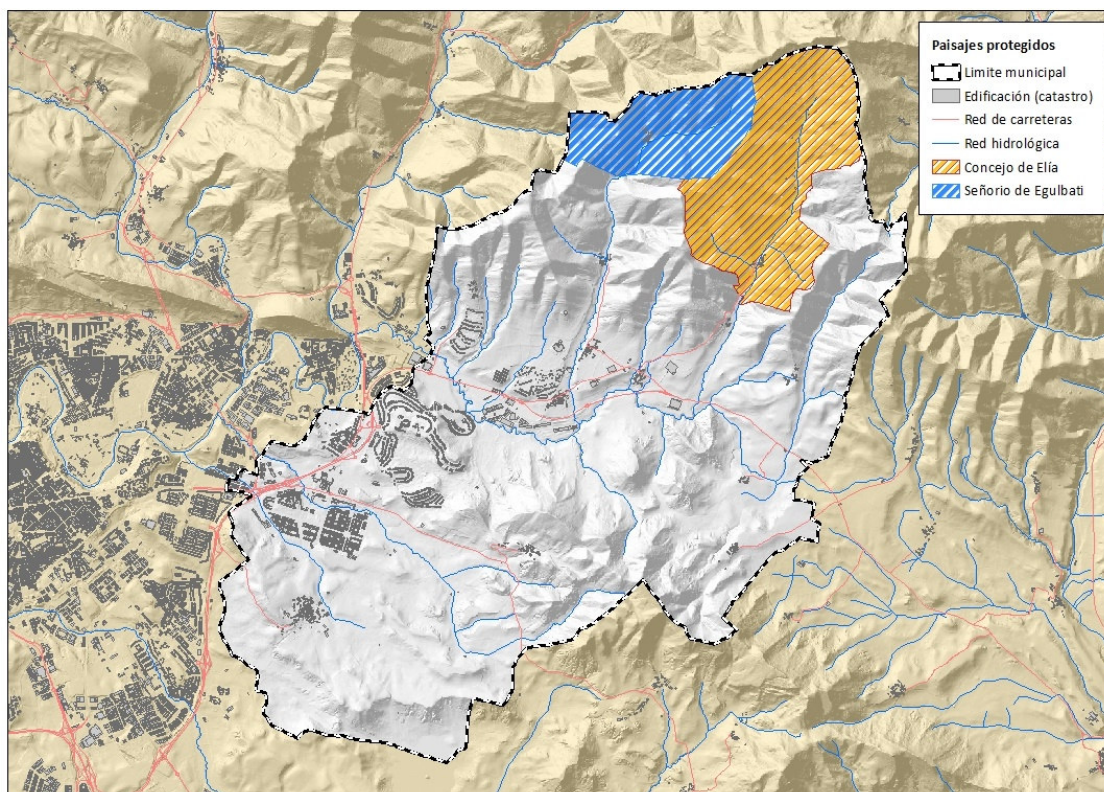 Paisajes protegidos
Limite municipal
Edificación (catastro)
Red de carreteras
Red hidrológica
Concejo de Elía
Señorio de Egulbati